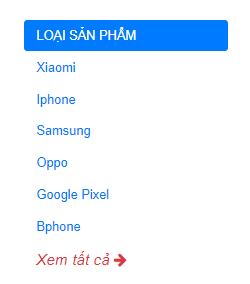 LOẠI SẢN PHẨM
Xiaomi
Iphone
Samsung
Oppo
Google Pixel
Bphone
Xem tất cả